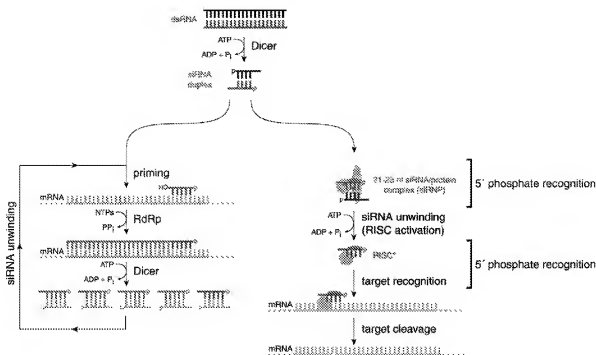 dsRNA
ATP
Dicer
ADP + Pi
siRNA
duplex
siRNA unwinding
priming
mRNA
NTPs
RdRp
PPi
mRNA
ATP
Dicer
ADP + Pi
21-23 nt siRNA/protein
complex (siRNP)
5´ phosphate recognition
ATP
siRNA unwinding
ADP + Pi
(RISC activation)
RISC*
5´ phosphate recognition
target recognition
mRNA
target cleavage
mRNA